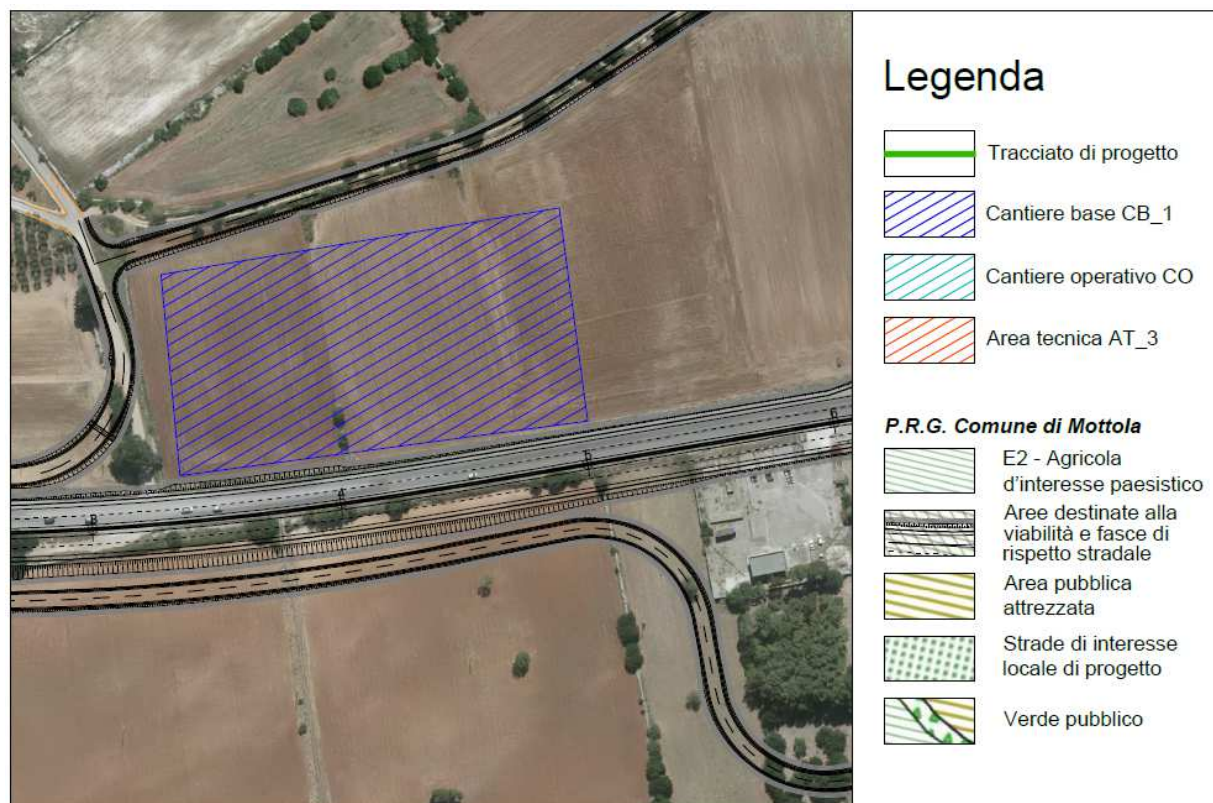 Legenda
Tracciato di progetto
Cantiere base CB_1
Cantiere operativo CO
Area tecnica AT_3
P.R.G. Comune di Mottola
E2 - Agricola
d'interesse paesistico
Aree destinate alla
viabilità e fasce di
rispetto stradale
Area pubblica
attrezzata
Strade di interesse
locale di progetto
Verde pubblico